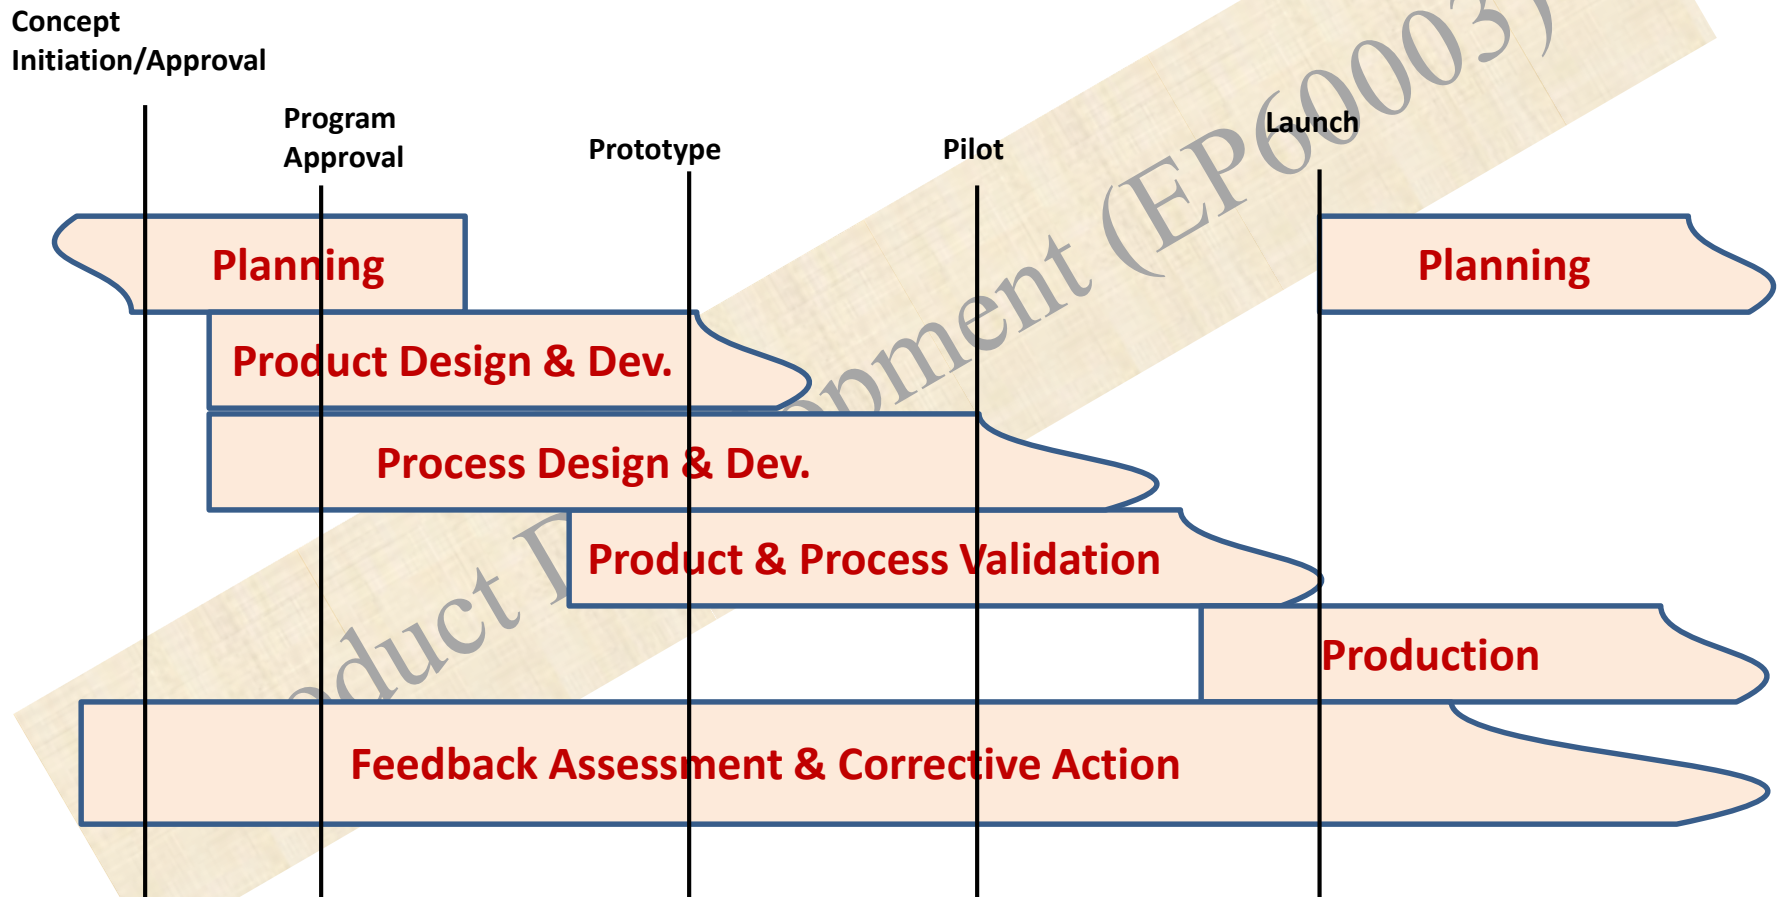 Concept
Initiation/Approval
Program
Approval
Prototype
Pilot
Launch
Planning
Planning
Product Design & Dev.
Process Design & Dev.
Product & Process Validation
Production
Feedback Assessment & Corrective Action
(EP60003)